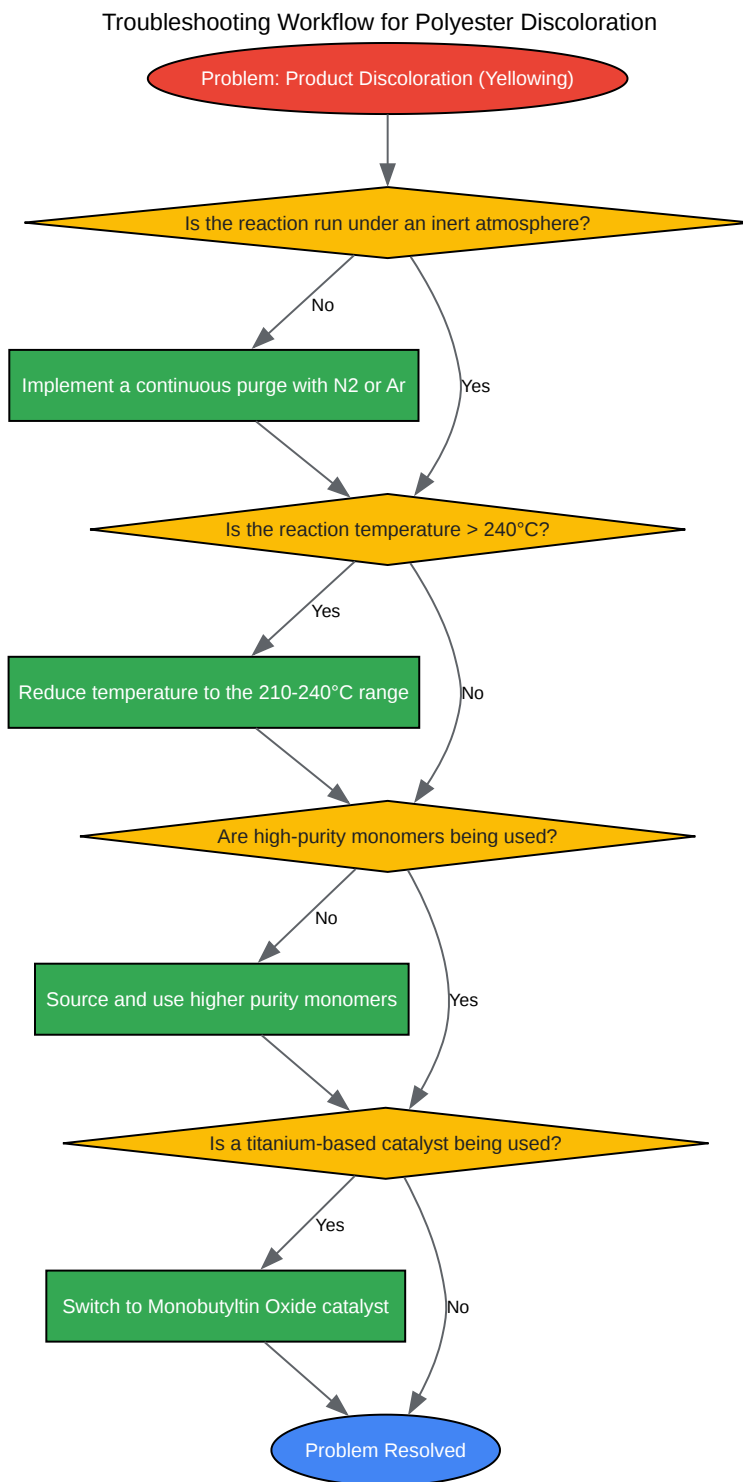 Troubleshooting Workflow for Polyester Discoloration
Problem: Product Discoloration (Yellowing)
Is the reaction run under an inert atmosphere?
No
Implement a continuous purge with N2 or Ar
Yes
Is the reaction temperature > 240°C?
Yes
Reduce temperature to the 210-240°C range
No
Are high-purity monomers being used?
No
Source and use higher purity monomers
Yes
Is a titanium-based catalyst being used?
Yes
Switch to Monobutyltin Oxide catalyst
No
Problem Resolved